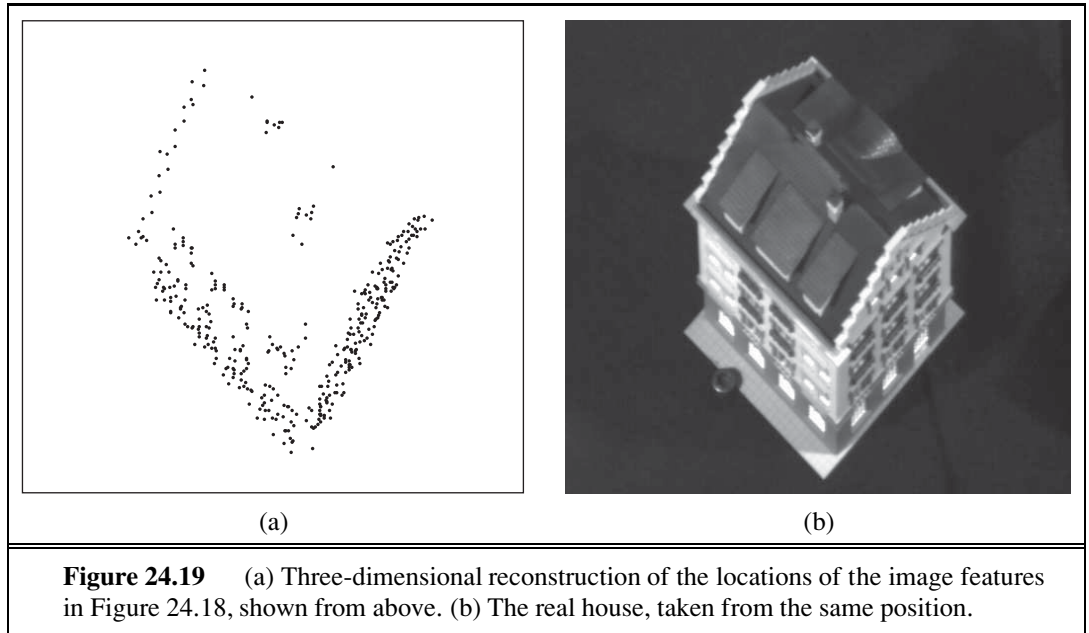 (a)
(b)
Figure 24.19 (a) Three-dimensional reconstruction of the locations of the image features
in Figure 24.18, shown from above. (b) The real house, taken from the same position.